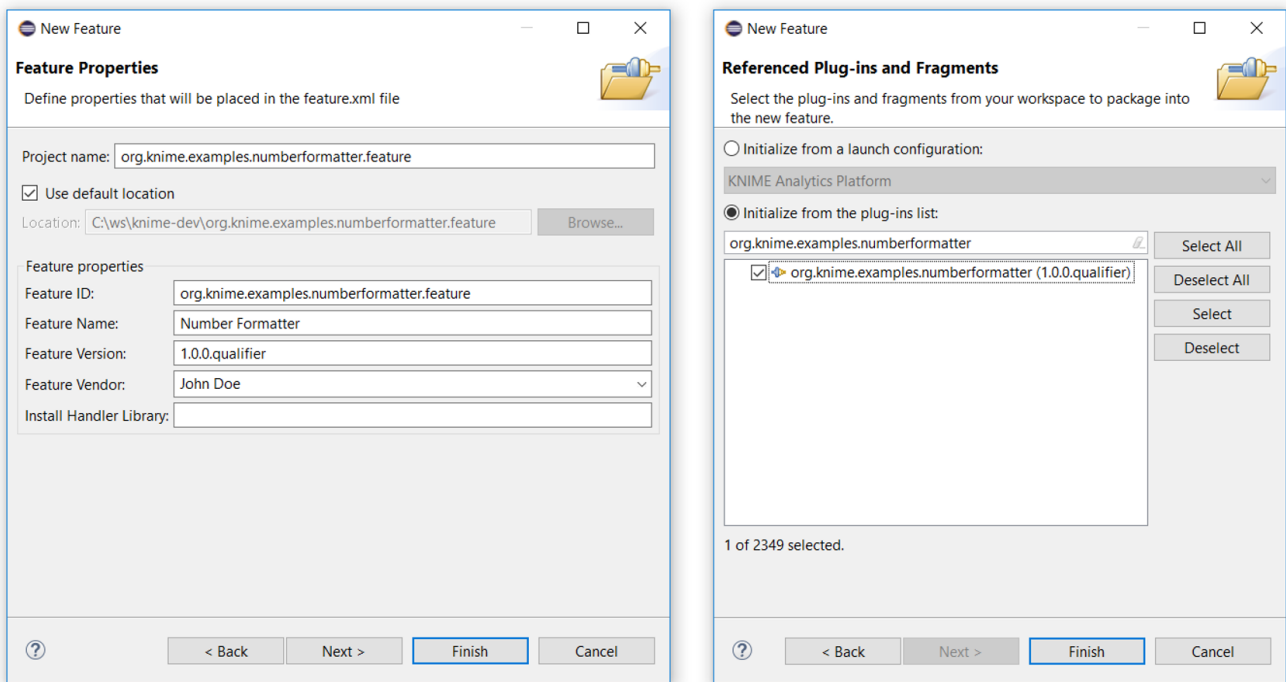 New Feature
Feature Properties
Define properties that will be placed in the feature.xml file
Project name: org.knime.examples.numberformatter.feature
Use default location
Location: C:\ws\knime-dev\org.knime.examples.numberformatter.feature Browse...
Feature properties
Feature ID: org.knime.examples.numberformatter.feature
Feature Name: Number Formatter
Feature Version: 1.0.0.qualifier
Feature Vendor: John Doe
Install Handler Library:
? < Back Next > Finish Cancel
New Feature
Referenced Plug-ins and Fragments
Select the plug-ins and fragments from your workspace to package into
the new feature.
Initialize from a launch configuration:
KNIME Analytics Platform
Initialize from the plug-ins list:
org.knime.examples.numberformatter Select All
org.knime.examples.numberformatter (1.0.0.qualifier) Deselect All
Select
Deselect
1 of 2349 selected.
? < Back Next > Finish Cancel